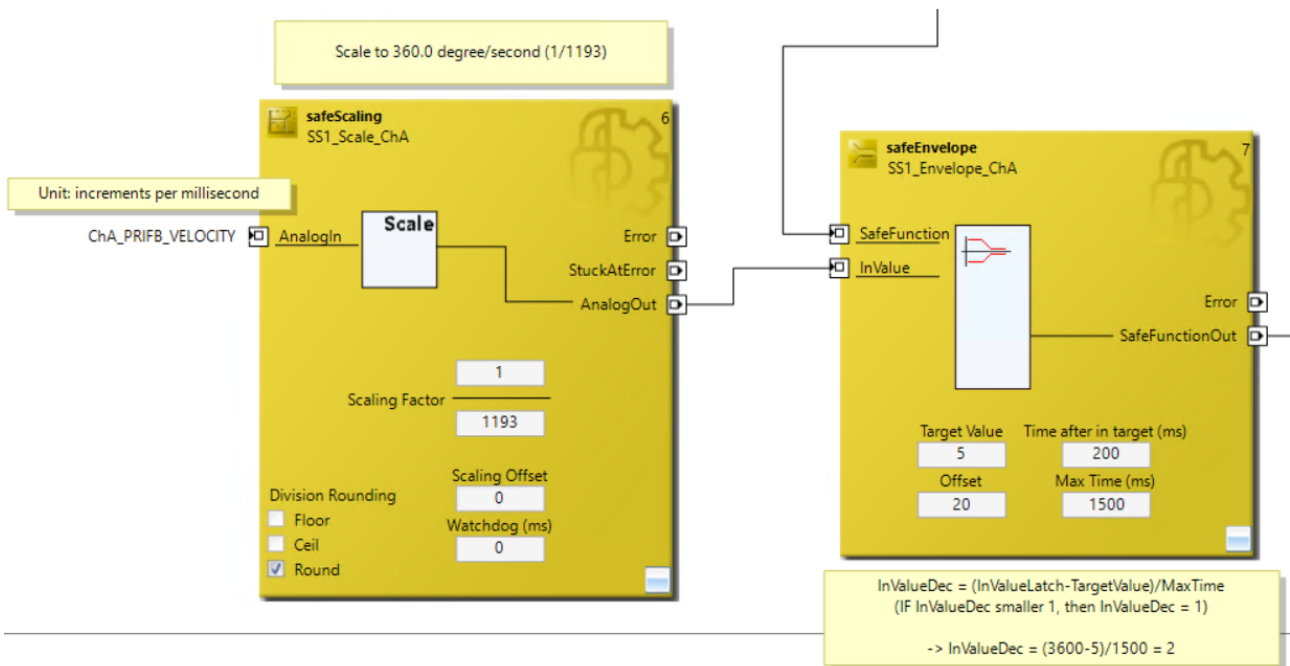 Scale to 360.0 degree/second (1/1193)
safeScaling
6
SS1_Scale_ChA
Unit: increments per millisecond
ChA_PRIFB_VELOCITY
AnalogIn
Scale
Error
StuckAtError
AnalogOut
Scaling Factor
1
1193
Scaling Offset
0
Watchdog (ms)
0
Division Rounding
Floor
Ceil
Round
safeEnvelope
7
SS1_Envelope_ChA
SafeFunction
InValue
Error
SafeFunctionOut
Target Value
5
Time after in target (ms)
200
Offset
20
Max Time (ms)
1500
InValueDec = (InValueLatch-TargetValue)/MaxTime
(IF InValueDec smaller 1, then InValueDec = 1)
-> InValueDec = (3600-5)/1500 = 2